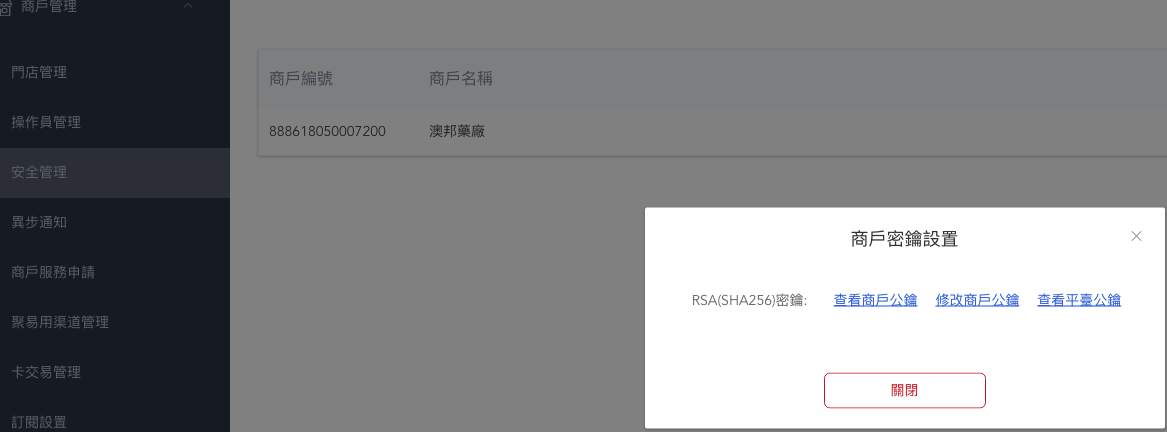 商戶管理
門店管理
操作員管理
安全管理
異步通知
商戶服務申請
聚易用渠道管理
卡交易管理
訂閱設置
商戶編號 商戶名稱
888618050007200 澳邦藥廠
商戶密鑰設置
RSA(SHA256)密鑰: 查看商戶公鑰 修改商戶公鑰 查看平臺公鑰
關閉